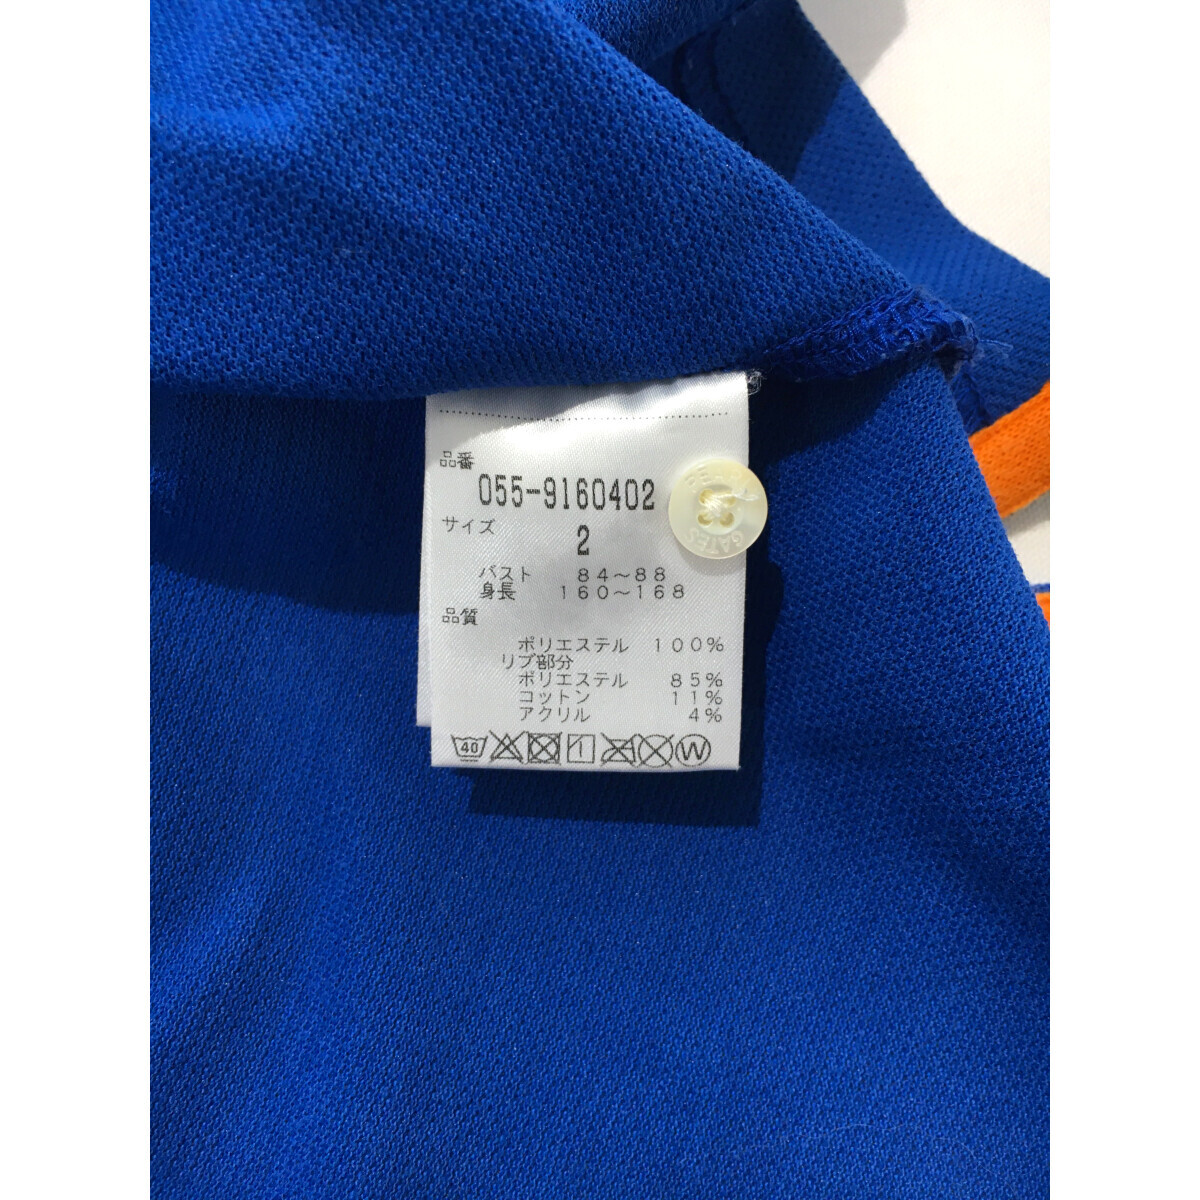 品番
055-9160402
サイズ
2
バスト 84～88
身長 160～168
品質
ポリエステル 100%
リブ部分
ポリエステル 85%
コットン 11%
アクリル 4%
40
W
GATES